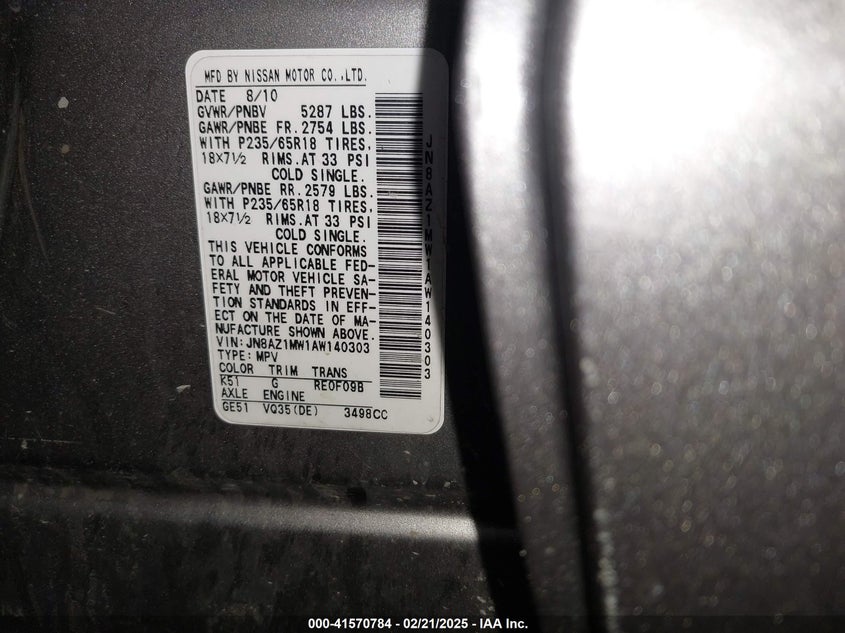 MFD BY NISSAN MOTOR CO.,LTD.
DATE 8/10
GVWR/PNBV 5287 LBS.
GAWR/PNBE FR. 2754 LBS.
WITH P235/65R18 TIRES,
18X7½ RIMS.AT 33 PSI
COLD SINGLE.
GAWR/PNBE RR. 2579 LBS.
WITH P235/65R18 TIRES,
18X7½ RIMS.AT 33 PSI
COLD SINGLE.
THIS VEHICLE CONFORMS
TO ALL APPLICABLE FED-
ERAL MOTOR VEHICLE SA-
FETY AND THEFT PREVEN-
TION STANDARDS IN EFF-
ECT ON THE DATE OF MA-
NUFACTURE SHOWN ABOVE.
VIN:JN8AZ1MW1AW140303
TYPE: MPV
COLOR TRIM TRANS
K51 G RE0F09B
AXLE ENGINE
GE51 VQ35(DE) 3498CC
JN8AZ1MW1AW140303
000-41570784 - 02/21/2025 - IAA Inc.